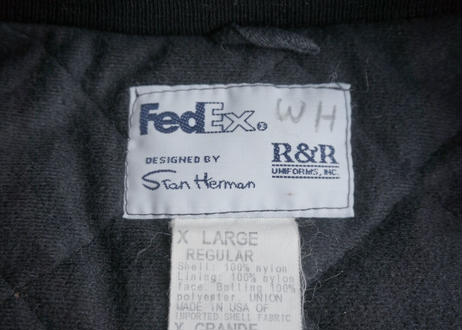 FedEx. WH
DESIGNED BY
Stan Herman
R&R
UNIFORMS, INC.
X LARGE
REGULAR
Shell: 100% nylon
Lining: 100% nylon
face. Batting 100%
polyester. UNION
MADE IN USA OF
IMPORTED SHELL FABRIC
X GRANDE